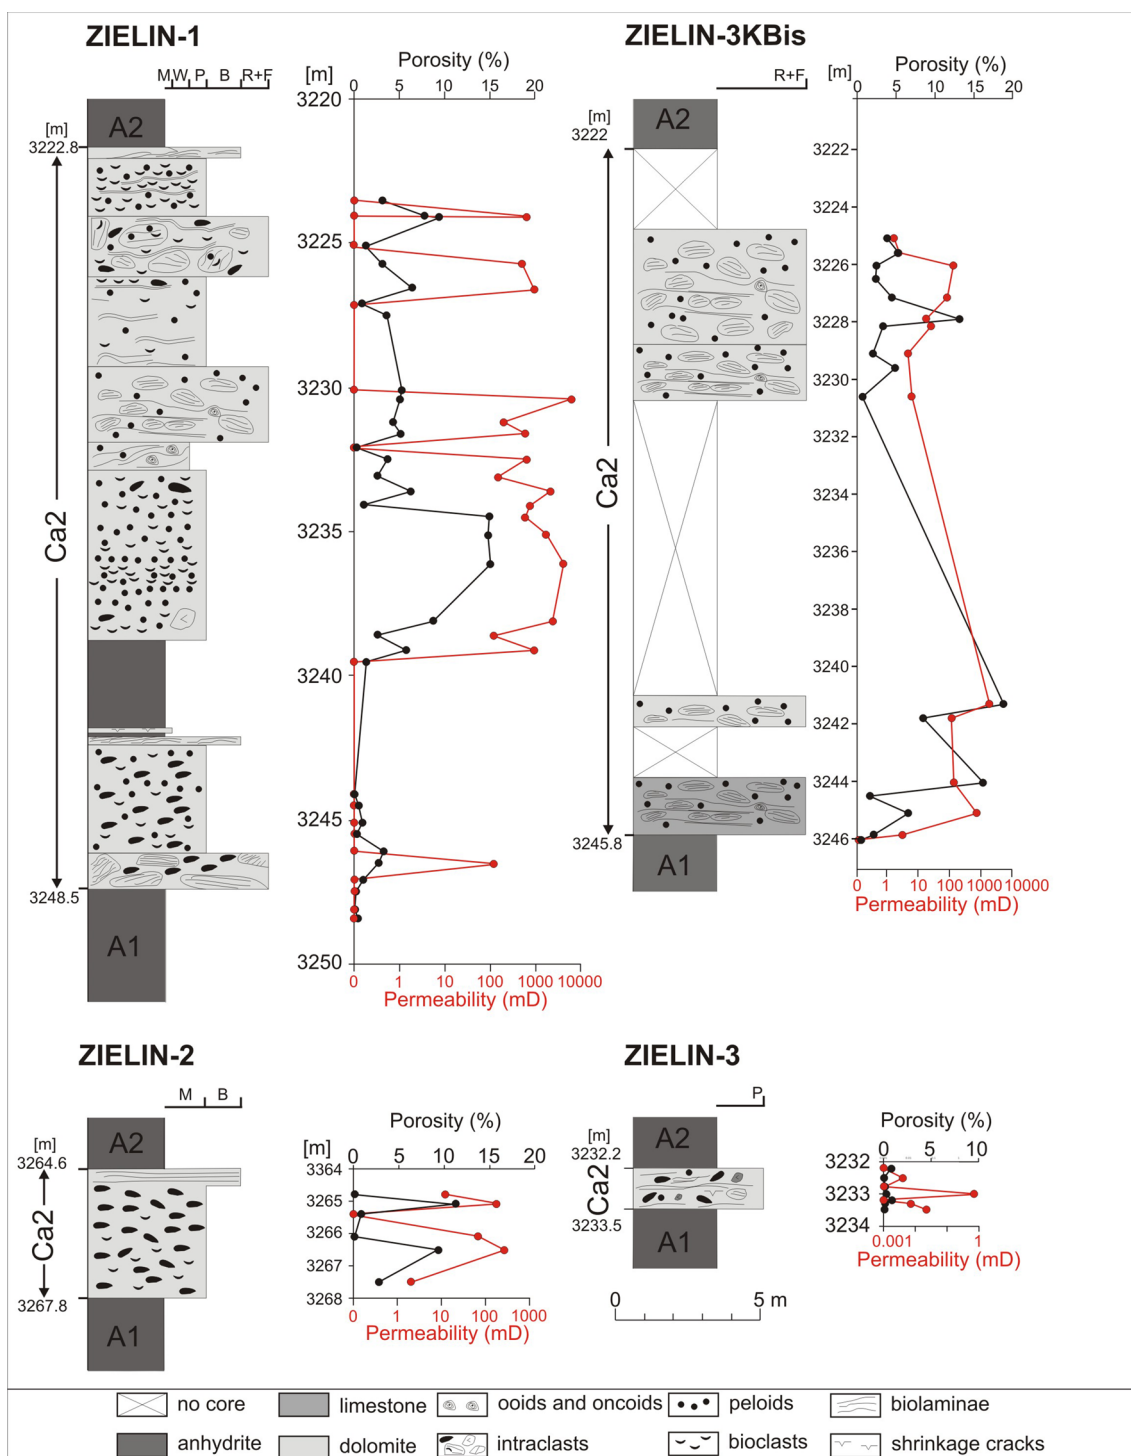 ZIELIN-1
M W P B R+F
[m]
3222.8
A2
Ca2
3248.5
A1
[m]
Porosity (%)
0 5 10 15 20
3220
3225
3230
3235
3240
3245
3250
0 1 10 100 1000 10000
Permeability (mD)
ZIELIN-3KBis
R+F
[m]
3222
A2
Ca2
3245.8
A1
Porosity (%)
[m]
0 5 10 15 20
3222
3224
3226
3228
3230
3232
3234
3236
3238
3240
3242
3244
3246
0 1 10 100 1000 10000
Permeability (mD)
ZIELIN-2
M B
[m]
3264.6
A2
Ca2
3267.8
A1
Porosity (%)
[m]
0 5 10 15 20
3364
3265
3266
3267
3268
0 1 10 100 1000
Permeability (mD)
ZIELIN-3
P
[m]
3232.2
A2
Ca2
3233.5
A1
0 5 m
Porosity (%)
0 5 10
3232
3233
3234
0.001 1
Permeability (mD)
no core
limestone
ooids and oncoids
peloids
biolaminae
anhydrite
dolomite
intraclasts
bioclasts
shrinkage cracks